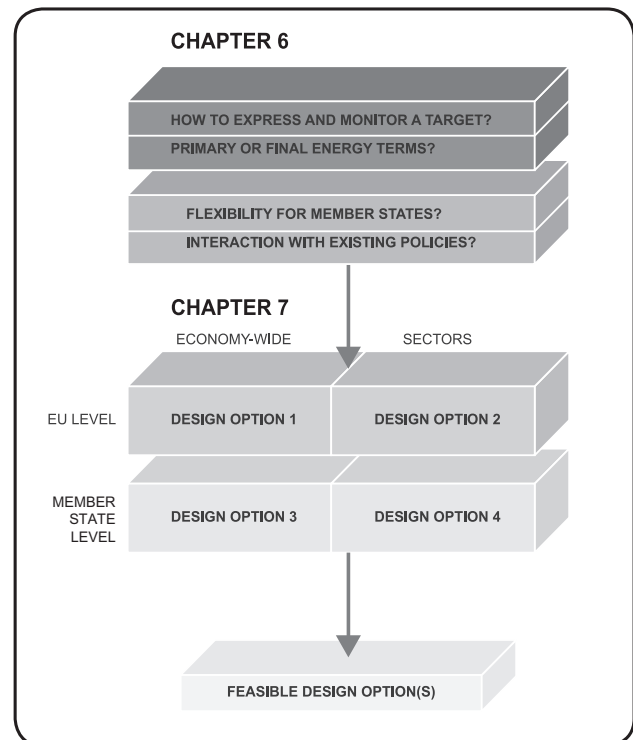 CHAPTER 6
HOW TO EXPRESS AND MONITOR A TARGET?
PRIMARY OR FINAL ENERGY TERMS?
FLEXIBILITY FOR MEMBER STATES?
INTERACTION WITH EXISTING POLICIES?
CHAPTER 7
ECONOMY-WIDE
SECTORS
EU LEVEL
DESIGN OPTION 1
DESIGN OPTION 2
MEMBER
STATE
LEVEL
DESIGN OPTION 3
DESIGN OPTION 4
FEASIBLE DESIGN OPTION(S)